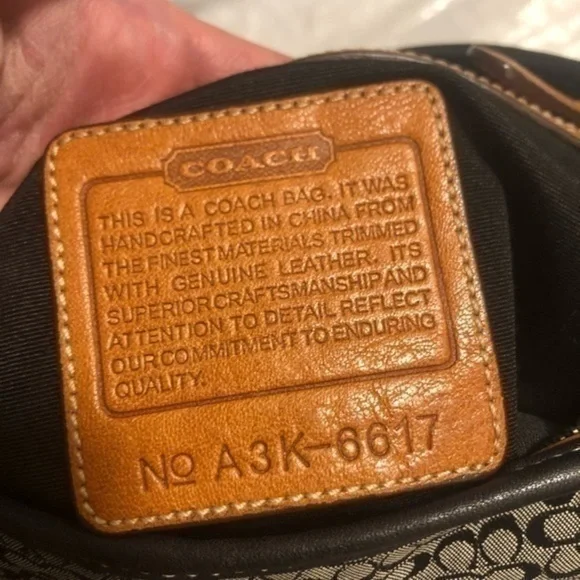 COACH
THIS IS A COACH BAG. IT WAS
HANDCRAFTED IN CHINA FROM
THE FINEST MATERIALS TRIMMED
WITH GENUINE LEATHER. ITS
SUPERIOR CRAFTSMANSHIP AND
ATTENTION TO DETAIL REFLECT
OUR COMMITMENT TO ENDURING
QUALITY.
Nº A3K-6617